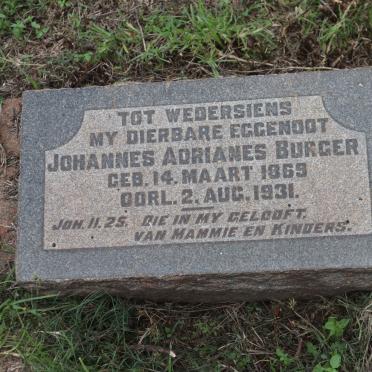 TOT WEDERSIENS
MY DIERBARE EGGENOOT
JOHANNES ADRIANES BURGER
GEB. 14. MAART 1869
OORL. 2. AUG. 1931.
JOH. 11. 25. DIE IN MY GELOOFT.
VAN MAMMIE EN KINDERS.